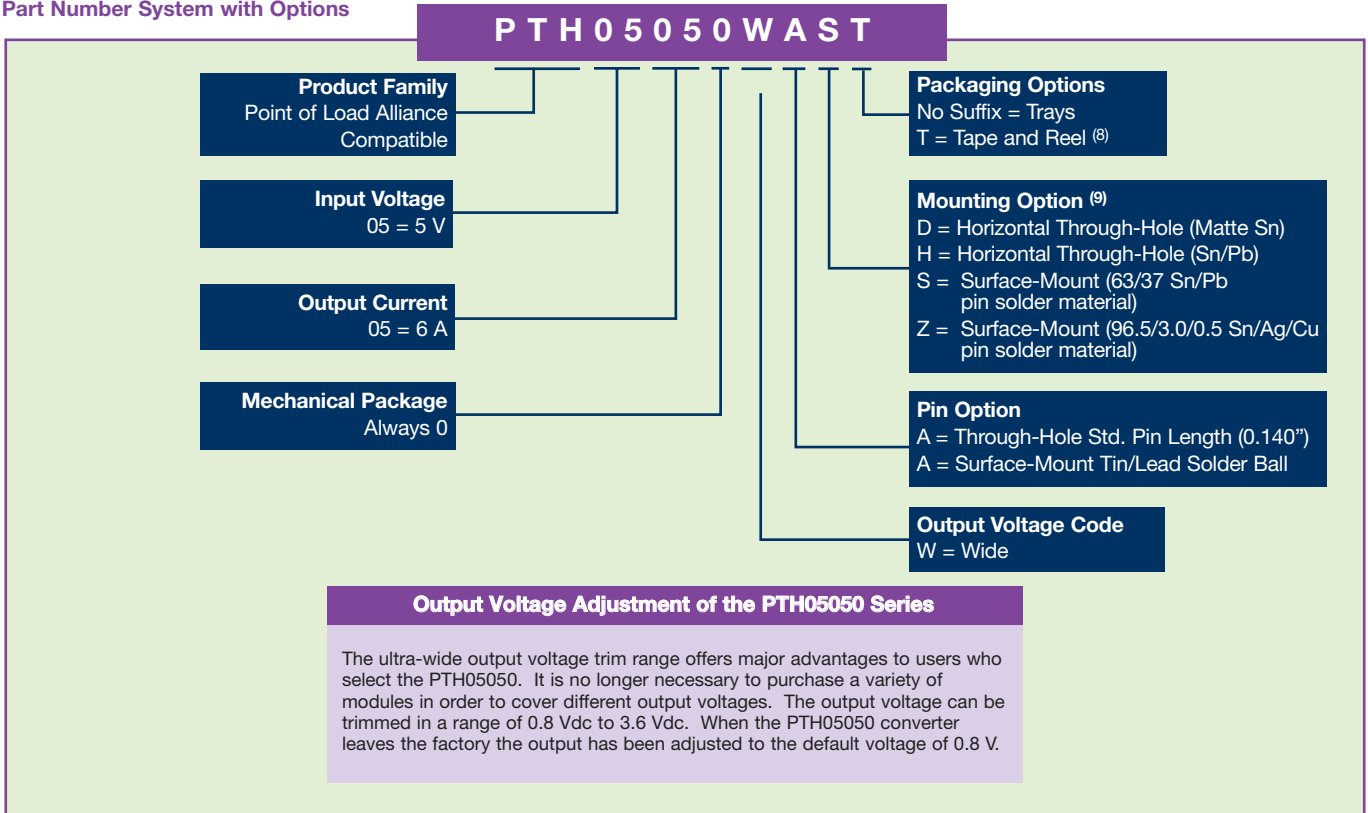 Part Number System with Options
PTH05050WAST
Product Family
Point of Load Alliance
Compatible
Input Voltage
05 = 5 V
Output Current
05 = 6 A
Mechanical Package
Always 0
Packaging Options
No Suffix = Trays
T = Tape and Reel (8)
Mounting Option (9)
D = Horizontal Through-Hole (Matte Sn)
H = Horizontal Through-Hole (Sn/Pb)
S = Surface-Mount (63/37 Sn/Pb
pin solder material)
Z = Surface-Mount (96.5/3.0/0.5 Sn/Ag/Cu
pin solder material)
Pin Option
A = Through-Hole Std. Pin Length (0.140”)
A = Surface-Mount Tin/Lead Solder Ball
Output Voltage Code
W = Wide
Output Voltage Adjustment of the PTH05050 Series
The ultra-wide output voltage trim range offers major advantages to users who
select the PTH05050. It is no longer necessary to purchase a variety of
modules in order to cover different output voltages. The output voltage can be
trimmed in a range of 0.8 Vdc to 3.6 Vdc. When the PTH05050 converter
leaves the factory the output has been adjusted to the default voltage of 0.8 V.